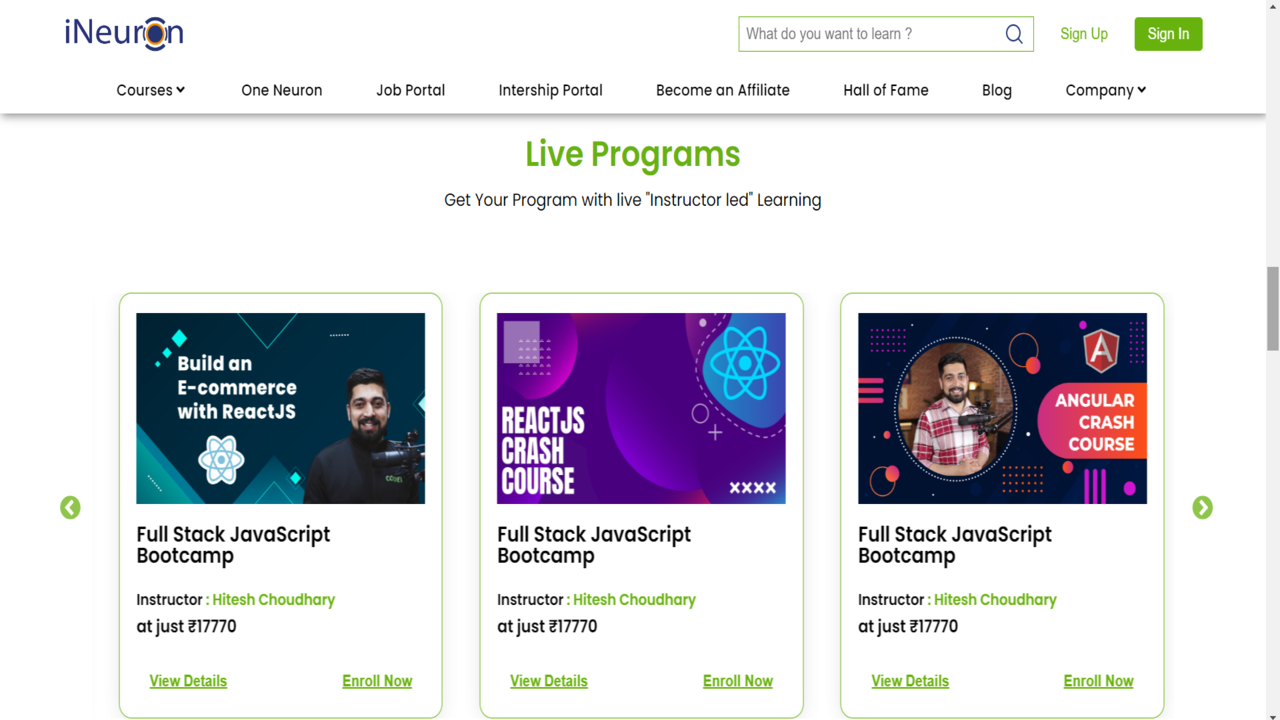 iNeuron
What do you want to learn ?
Sign Up
Sign In
Courses
One Neuron
Job Portal
Intership Portal
Become an Affiliate
Hall of Fame
Blog
Company
Live Programs
Get Your Program with live "Instructor led" Learning
Build an
E-commerce
with ReactJS
CODE
Full Stack JavaScript
Bootcamp
Instructor : Hitesh Choudhary
at just ₹17770
View Details
Enroll Now
REACTJS
CRASH
COURSE
Full Stack JavaScript
Bootcamp
Instructor : Hitesh Choudhary
at just ₹17770
View Details
Enroll Now
A
ANGULAR
CRASH
COURSE
Full Stack JavaScript
Bootcamp
Instructor : Hitesh Choudhary
at just ₹17770
View Details
Enroll Now